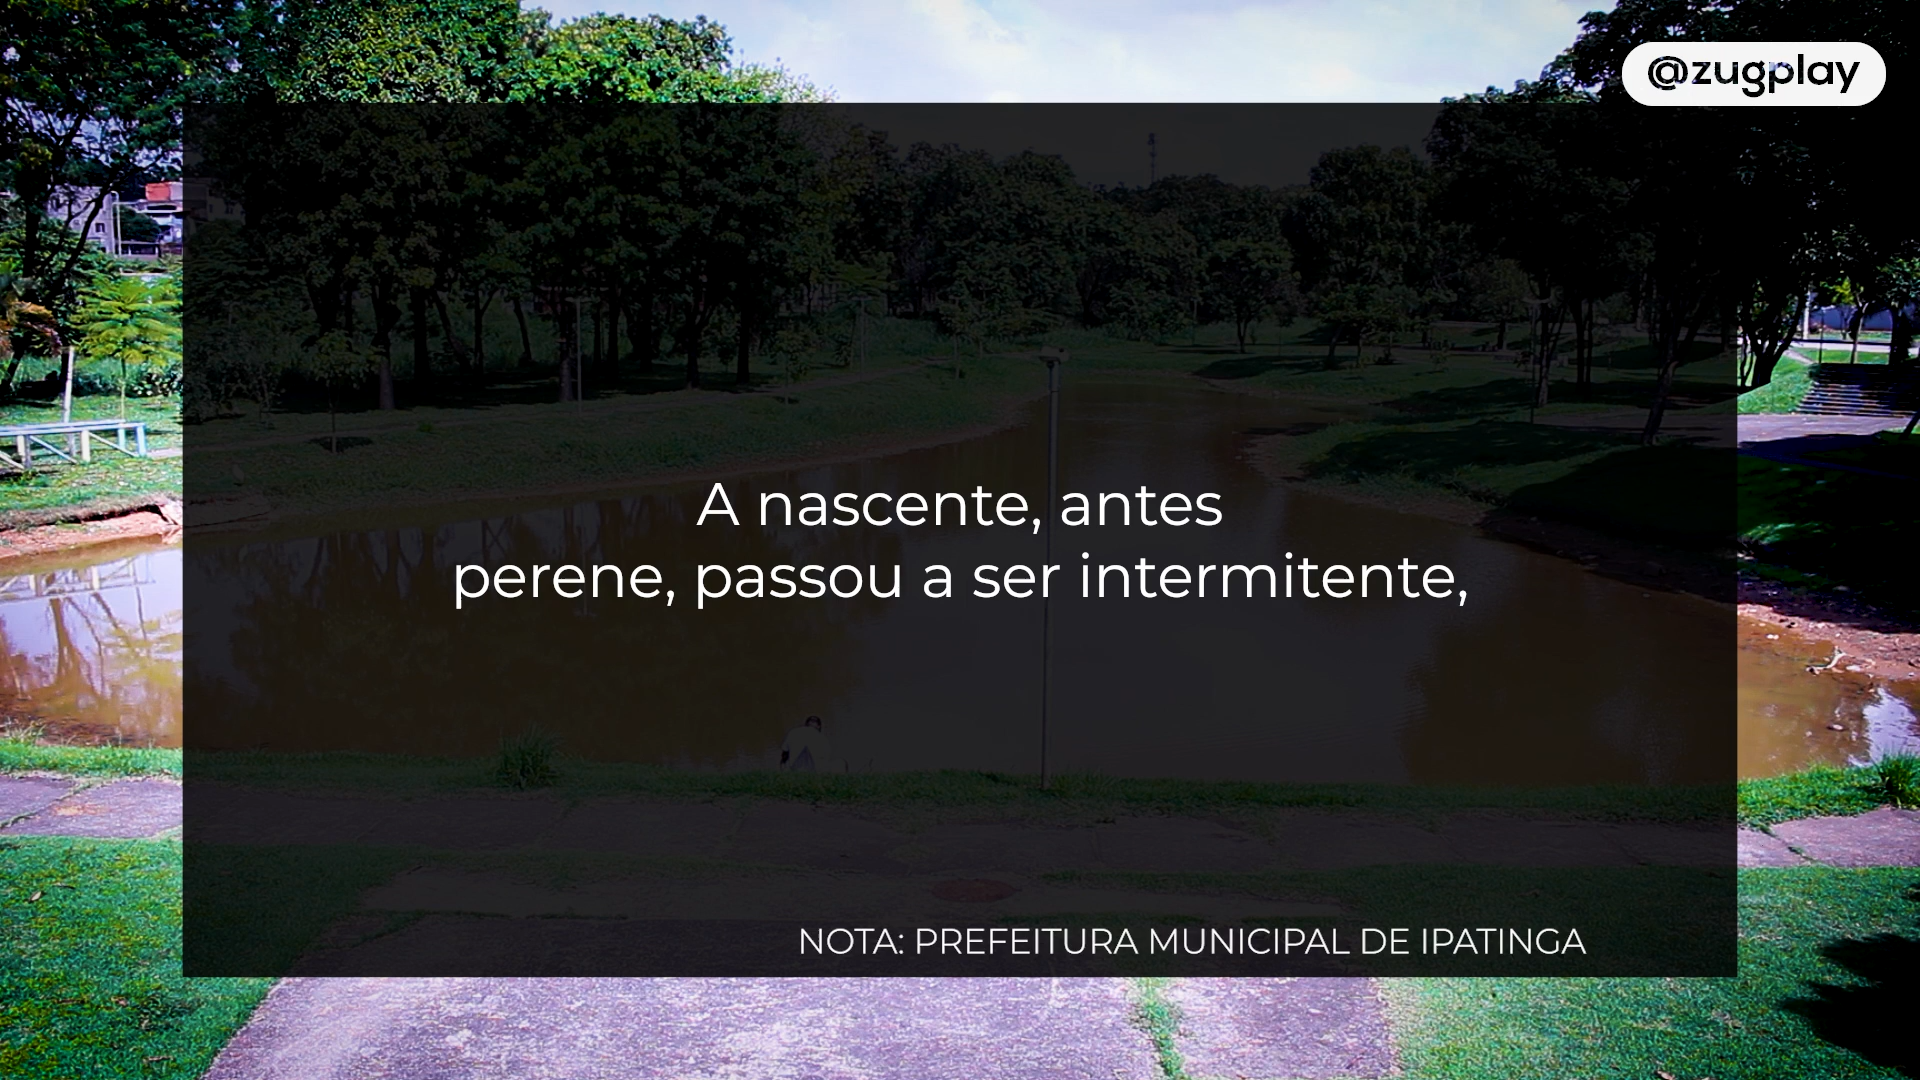 @zugplay
A nascente, antes
perene, passou a ser intermitente,
NOTA: PREFEITURA MUNICIPAL DE IPATINGA